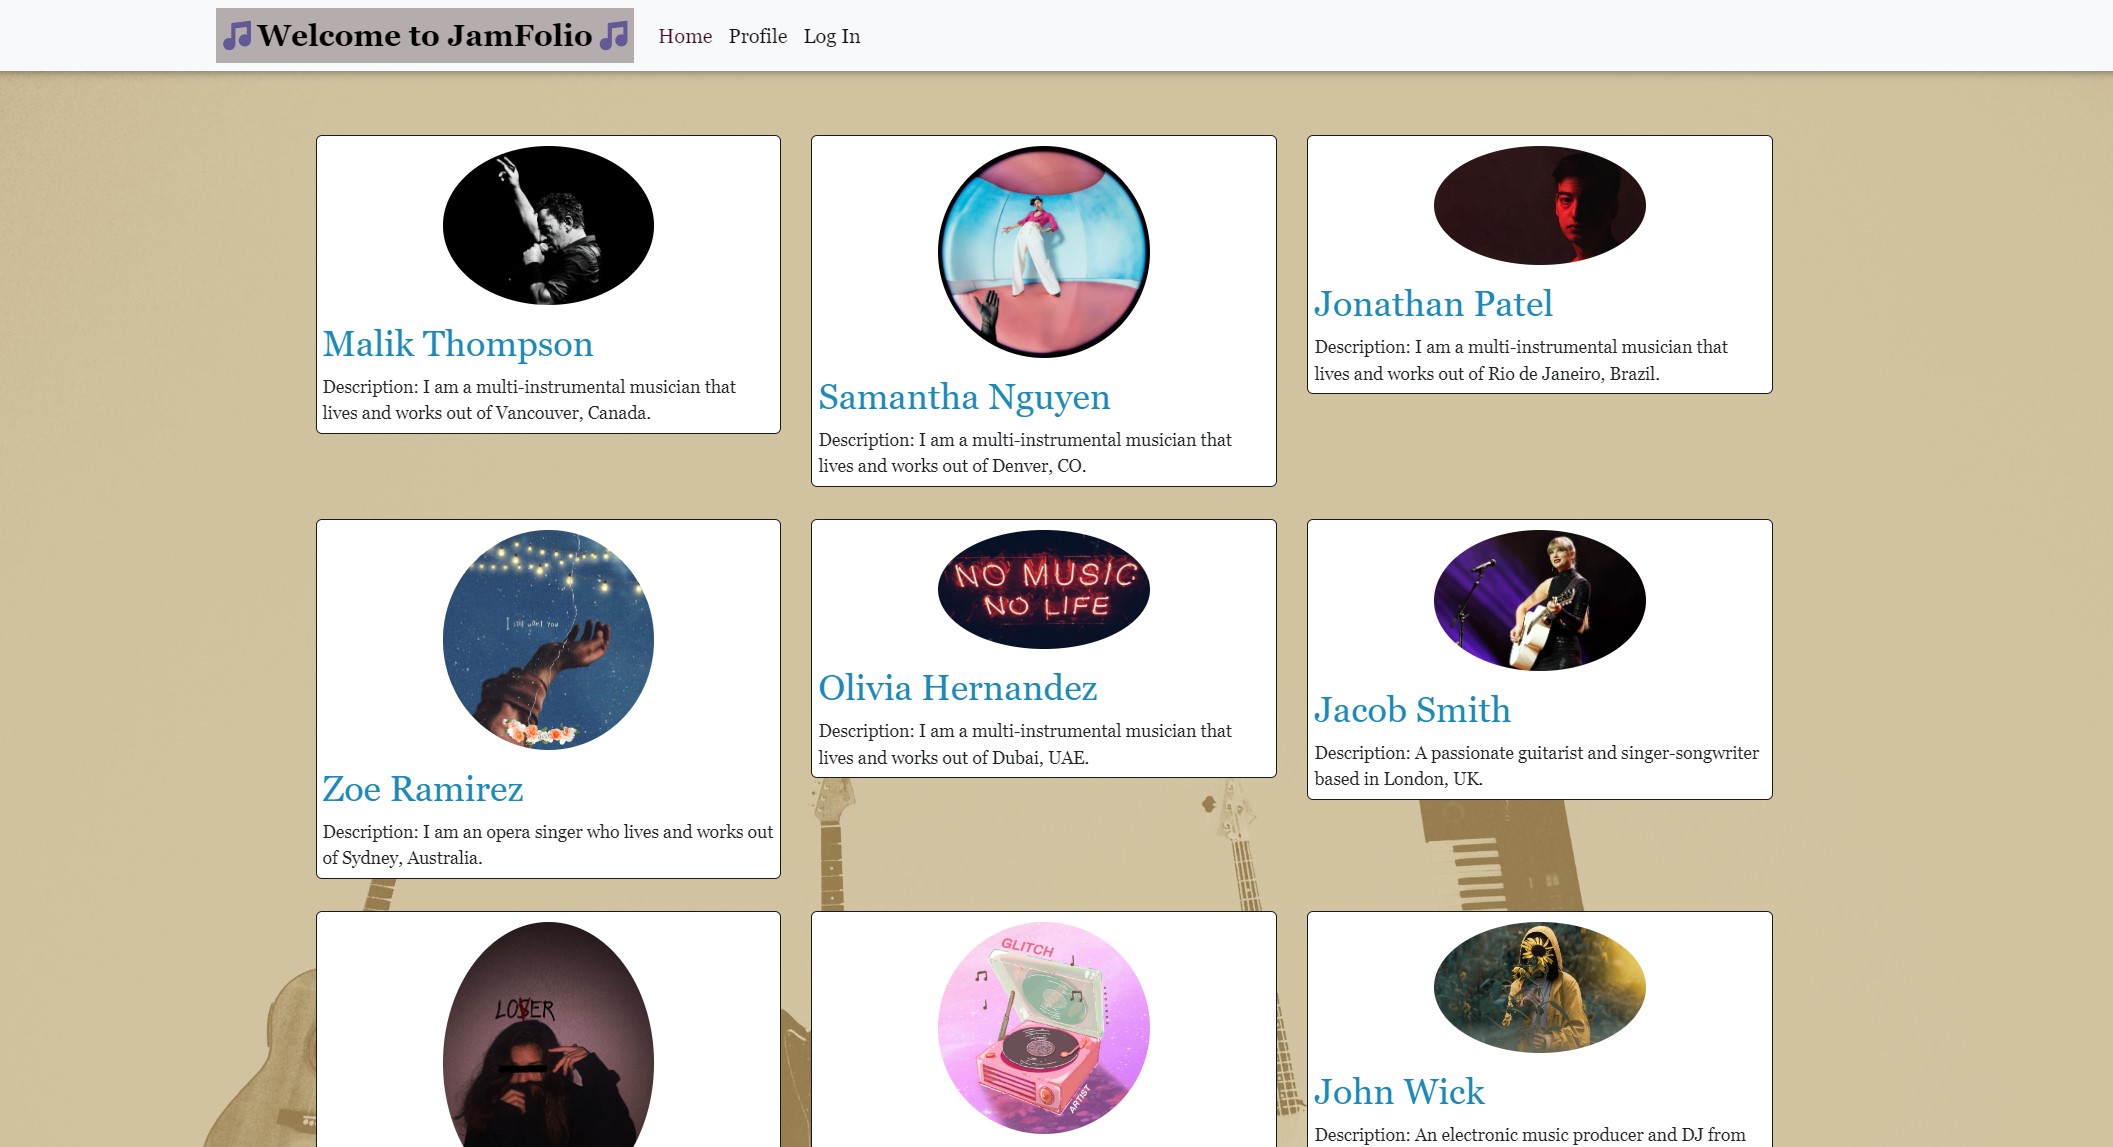 Welcome to JamFolio
Home Profile Log In
Malik Thompson
Description: I am a multi-instrumental musician that
lives and works out of Vancouver, Canada.
Samantha Nguyen
Description: I am a multi-instrumental musician that
lives and works out of Denver, CO.
Jonathan Patel
Description: I am a multi-instrumental musician that
lives and works out of Rio de Janeiro, Brazil.
I still want you
Zoe Ramirez
Description: I am an opera singer who lives and works out
of Sydney, Australia.
NO MUSIC
NO LIFE
Olivia Hernandez
Description: I am a multi-instrumental musician that
lives and works out of Dubai, UAE.
Jacob Smith
Description: A passionate guitarist and singer-songwriter
based in London, UK.
GLITCH
ARTIST
John Wick
Description: An electronic music producer and DJ from